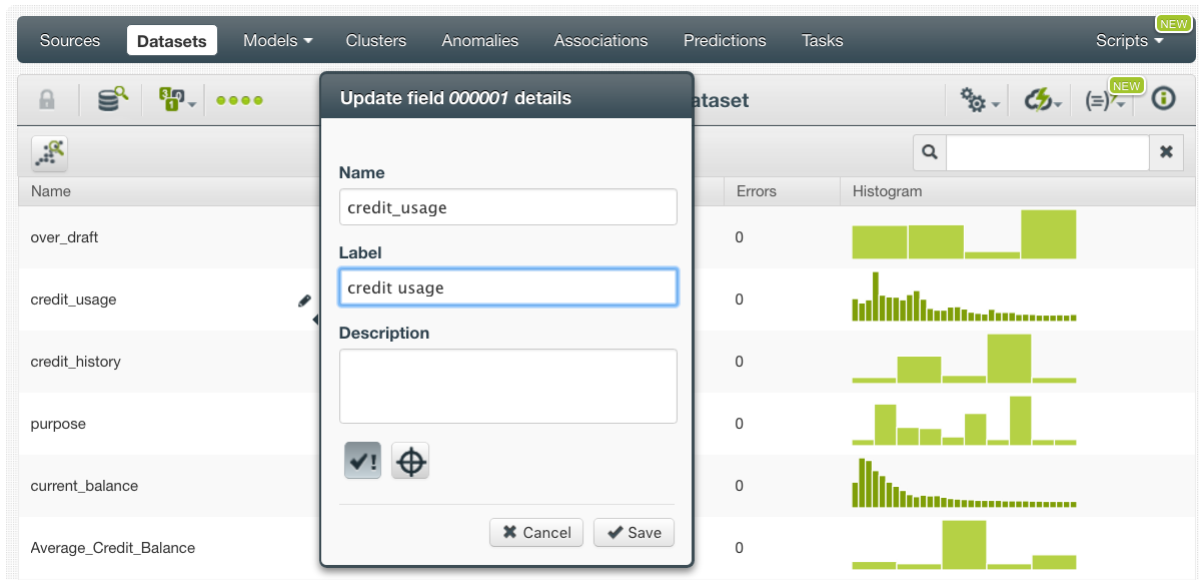 NEW
Sources Datasets Models Clusters Anomalies Associations Predictions Tasks Scripts
Update field 000001 details
ataset
NEW
Name
Errors
Histogram
Name
credit_usage
Label
credit usage
Description
Cancel
Save
over_draft 0
credit_usage 0
credit_history 0
purpose 0
current_balance 0
Average_Credit_Balance 0